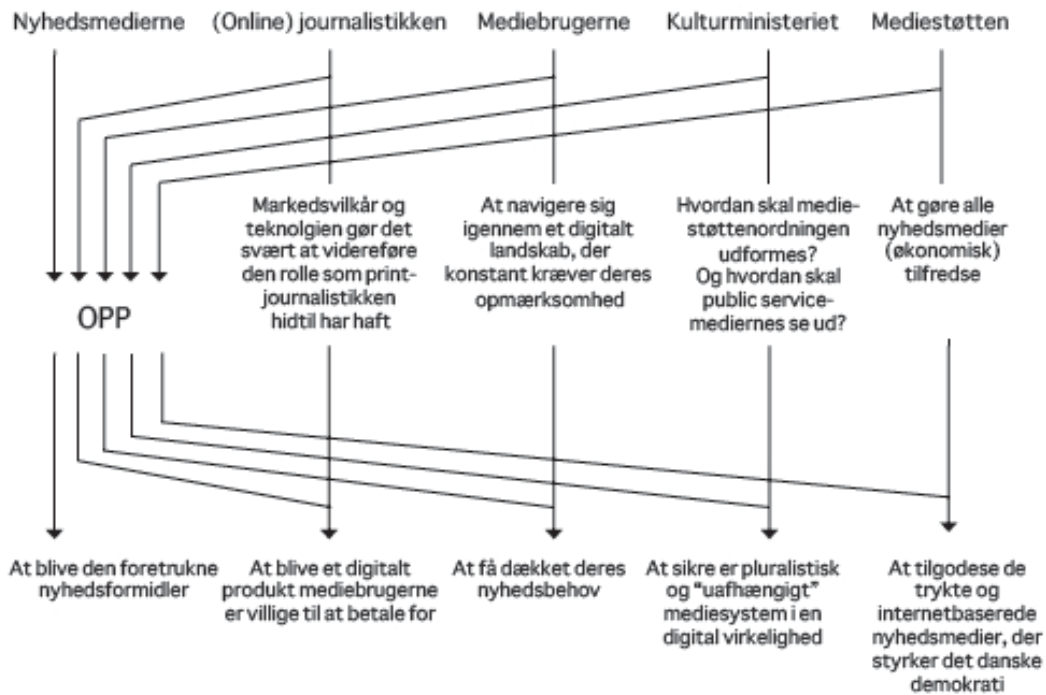 Nyhedsmedierne (Online) journalistikken Mediebrugerne Kulturministeriet Mediestøtten
Markedsvilkår og
teknolgien gør det
svært at videreføre
den rolle som print-
journalistikken
hidtil har haft
At navigere sig
igennem et digitalt
landskab, der
konstant kræver deres
opmærksomhed
Hvordan skal medie-
støttenordningen
udformes?
Og hvordan skal
public service-
mediernes se ud?
At gøre alle
nyhedsmedier
(økonomisk)
tilfredse
OPP
At blive den foretrukne
nyhedsformidler
At blive et digitalt
produkt mediebrugerne
er villige til at betale for
At få dækket deres
nyhedsbehov
At sikre er pluralistisk
og “uafhængigt”
mediesystem i en
digital virkelighed
At tilgodese de
trykte og
internetbaserede
nyhedsmedier, der
styrker det danske
demokrati